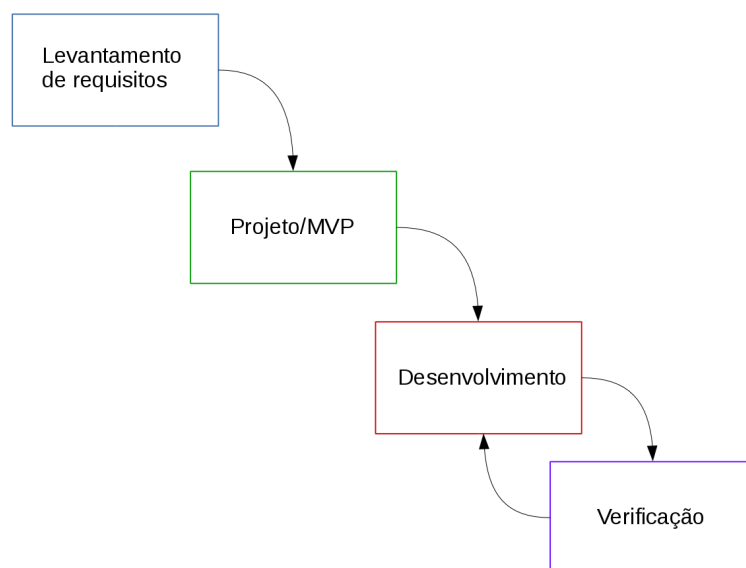 Levantamento
de requisitos
Projeto/MVP
Desenvolvimento
Verificação